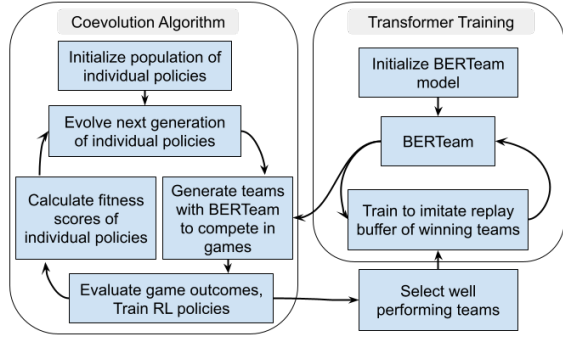 Coevolution Algorithm
Initialize population of
individual policies
Evolve next generation
of individual policies
Calculate fitness
scores of
individual policies
Generate teams
with BERTeam
to compete in
games
Evaluate game outcomes,
Train RL policies
Transformer Training
Initialize BERTeam
model
BERTeam
Train to imitate replay
buffer of winning teams
Select well
performing teams